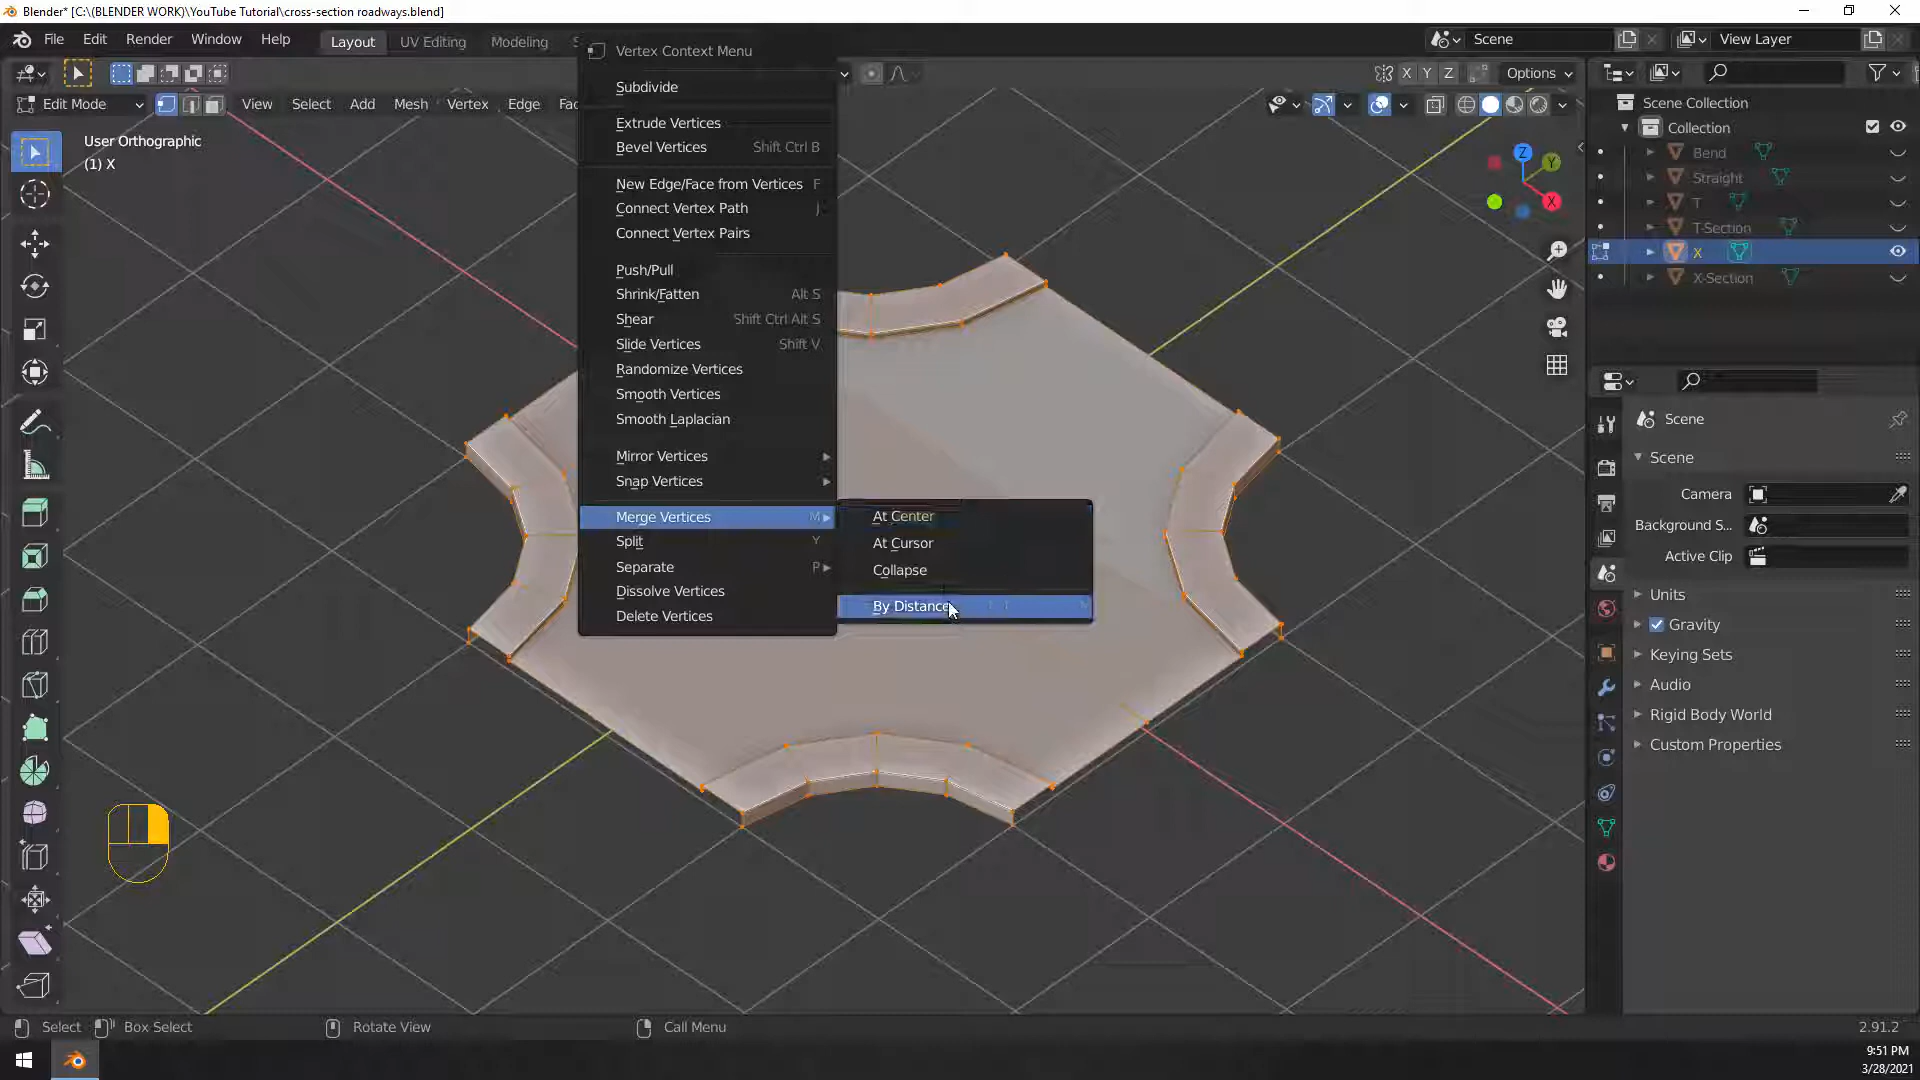 Blender* [C:\(BLENDER WORK)\YouTube Tutorial\cross-section roadways.blend]
File Edit Render Window Help Layout UV Editing Modeling
Scene View Layer
X Y Z Options
Edit Mode View Select Add Mesh Vertex Edge
User Orthographic
(1) X
Vertex Context Menu
Subdivide
Extrude Vertices
Bevel Vertices Shift Ctrl B
New Edge/Face from Vertices F
Connect Vertex Path J
Connect Vertex Pairs
Push/Pull
Shrink/Fatten Alt S
Shear Shift Ctrl Alt S
Slide Vertices Shift V
Randomize Vertices
Smooth Vertices
Smooth Laplacian
Mirror Vertices
Snap Vertices
Merge Vertices M
Split Y
Separate P
Dissolve Vertices
Delete Vertices
At Center
At Cursor
Collapse
By Distance
Z
Y
X
Scene Collection
Collection
Bend
Straight
T
T-Section
X
X-Section
Scene
Scene
Camera
Background S...
Active Clip
Units
Gravity
Keying Sets
Audio
Rigid Body World
Custom Properties
Select Box Select Rotate View Call Menu 2.91.2
9:51 PM
3/28/2021